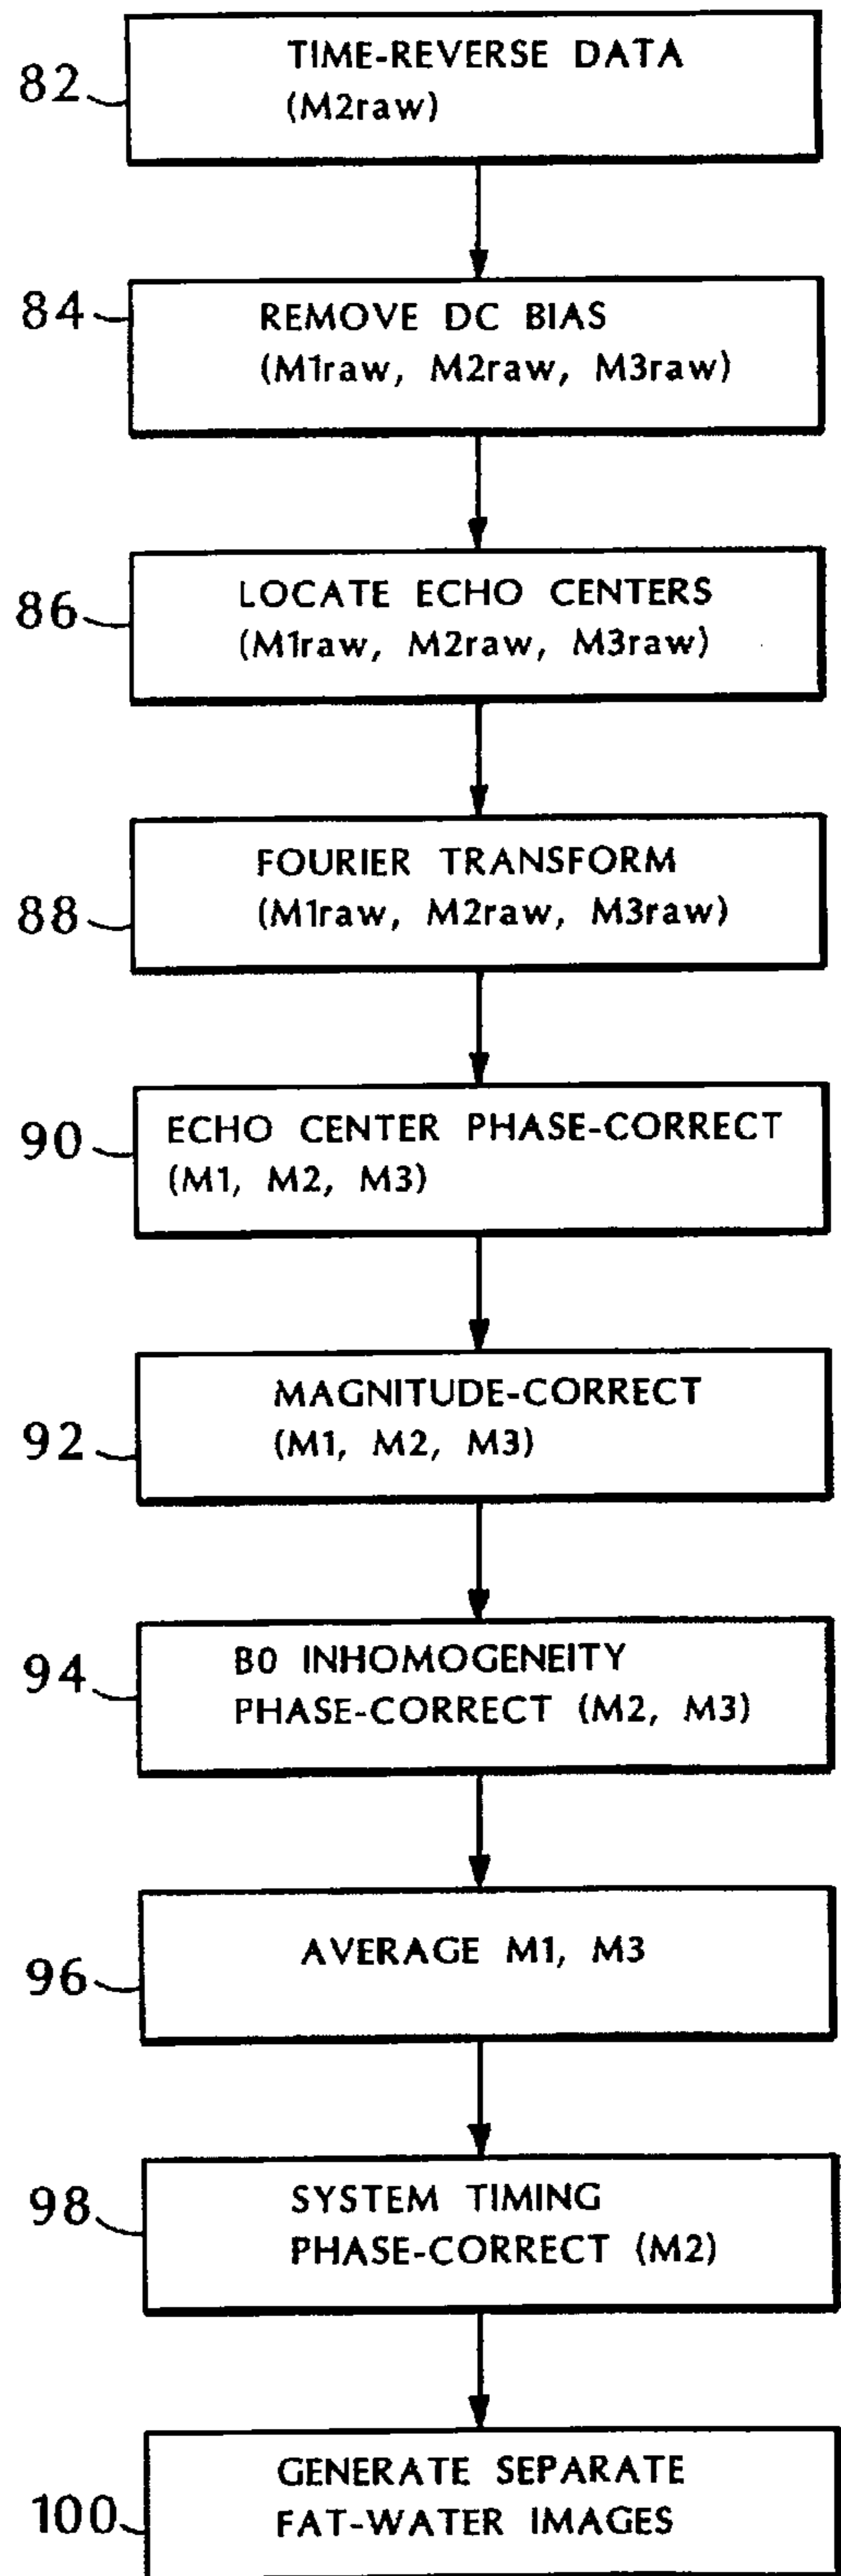 82
TIME-REVERSE DATA
(M2raw)
84
REMOVE DC BIAS
(M1raw, M2raw, M3raw)
86
LOCATE ECHO CENTERS
(M1raw, M2raw, M3raw)
88
FOURIER TRANSFORM
(M1raw, M2raw, M3raw)
90
ECHO CENTER PHASE-CORRECT
(M1, M2, M3)
92
MAGNITUDE-CORRECT
(M1, M2, M3)
94
B0 INHOMOGENEITY
PHASE-CORRECT (M2, M3)
96
AVERAGE M1, M3
98
SYSTEM TIMING
PHASE-CORRECT (M2)
100
GENERATE SEPARATE
FAT-WATER IMAGES